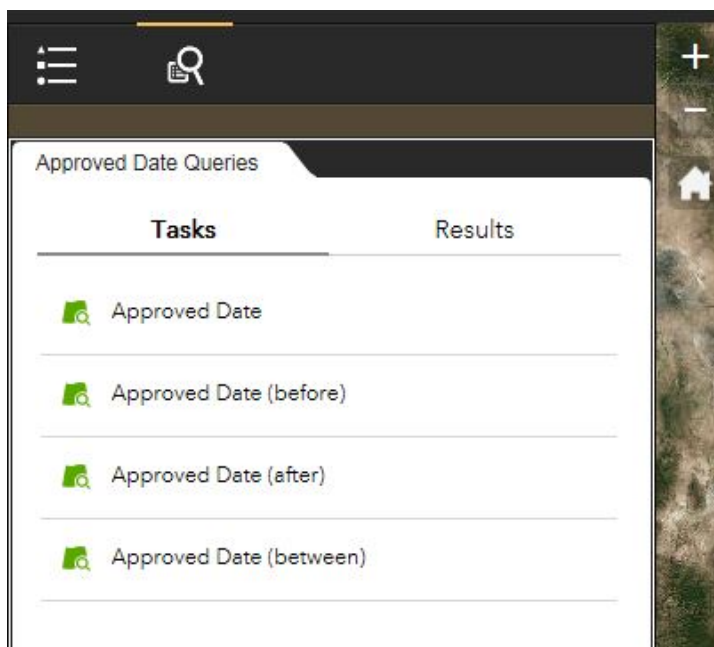 Approved Date Queries
Tasks Results
Approved Date
Approved Date (before)
Approved Date (after)
Approved Date (between)